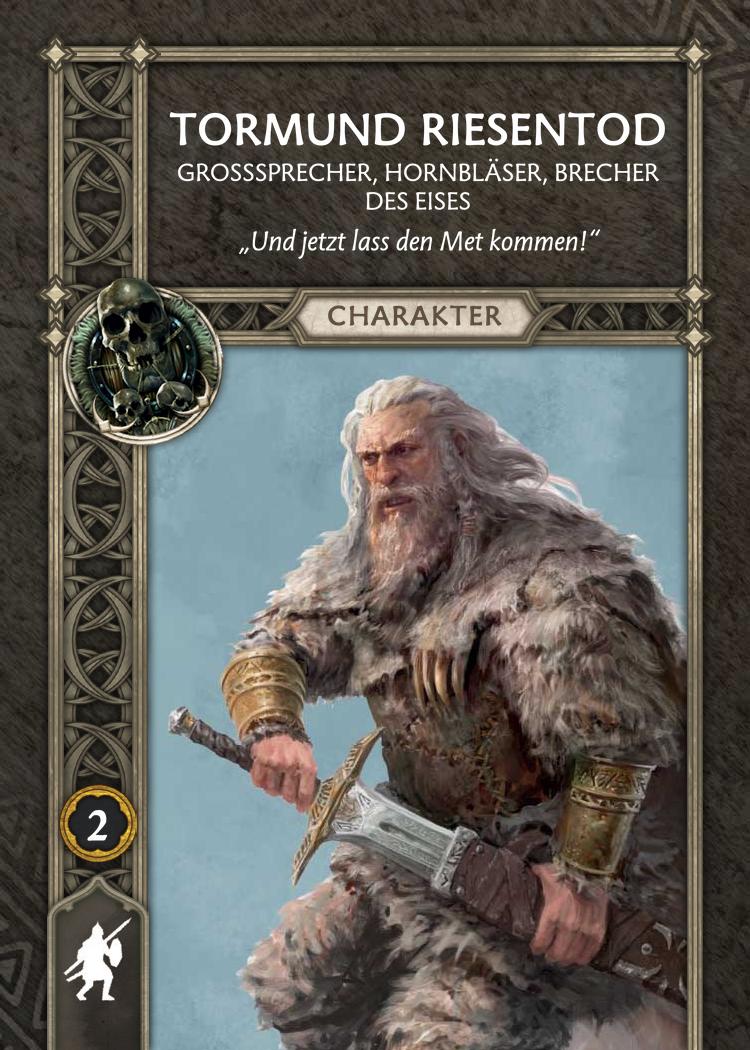 TORMUND RIESENTOD
GROSSSPRECHER, HORNBLÄSER, BRECHER
DES EISES
„Und jetzt lass den Met kommen!“
CHARAKTER
2